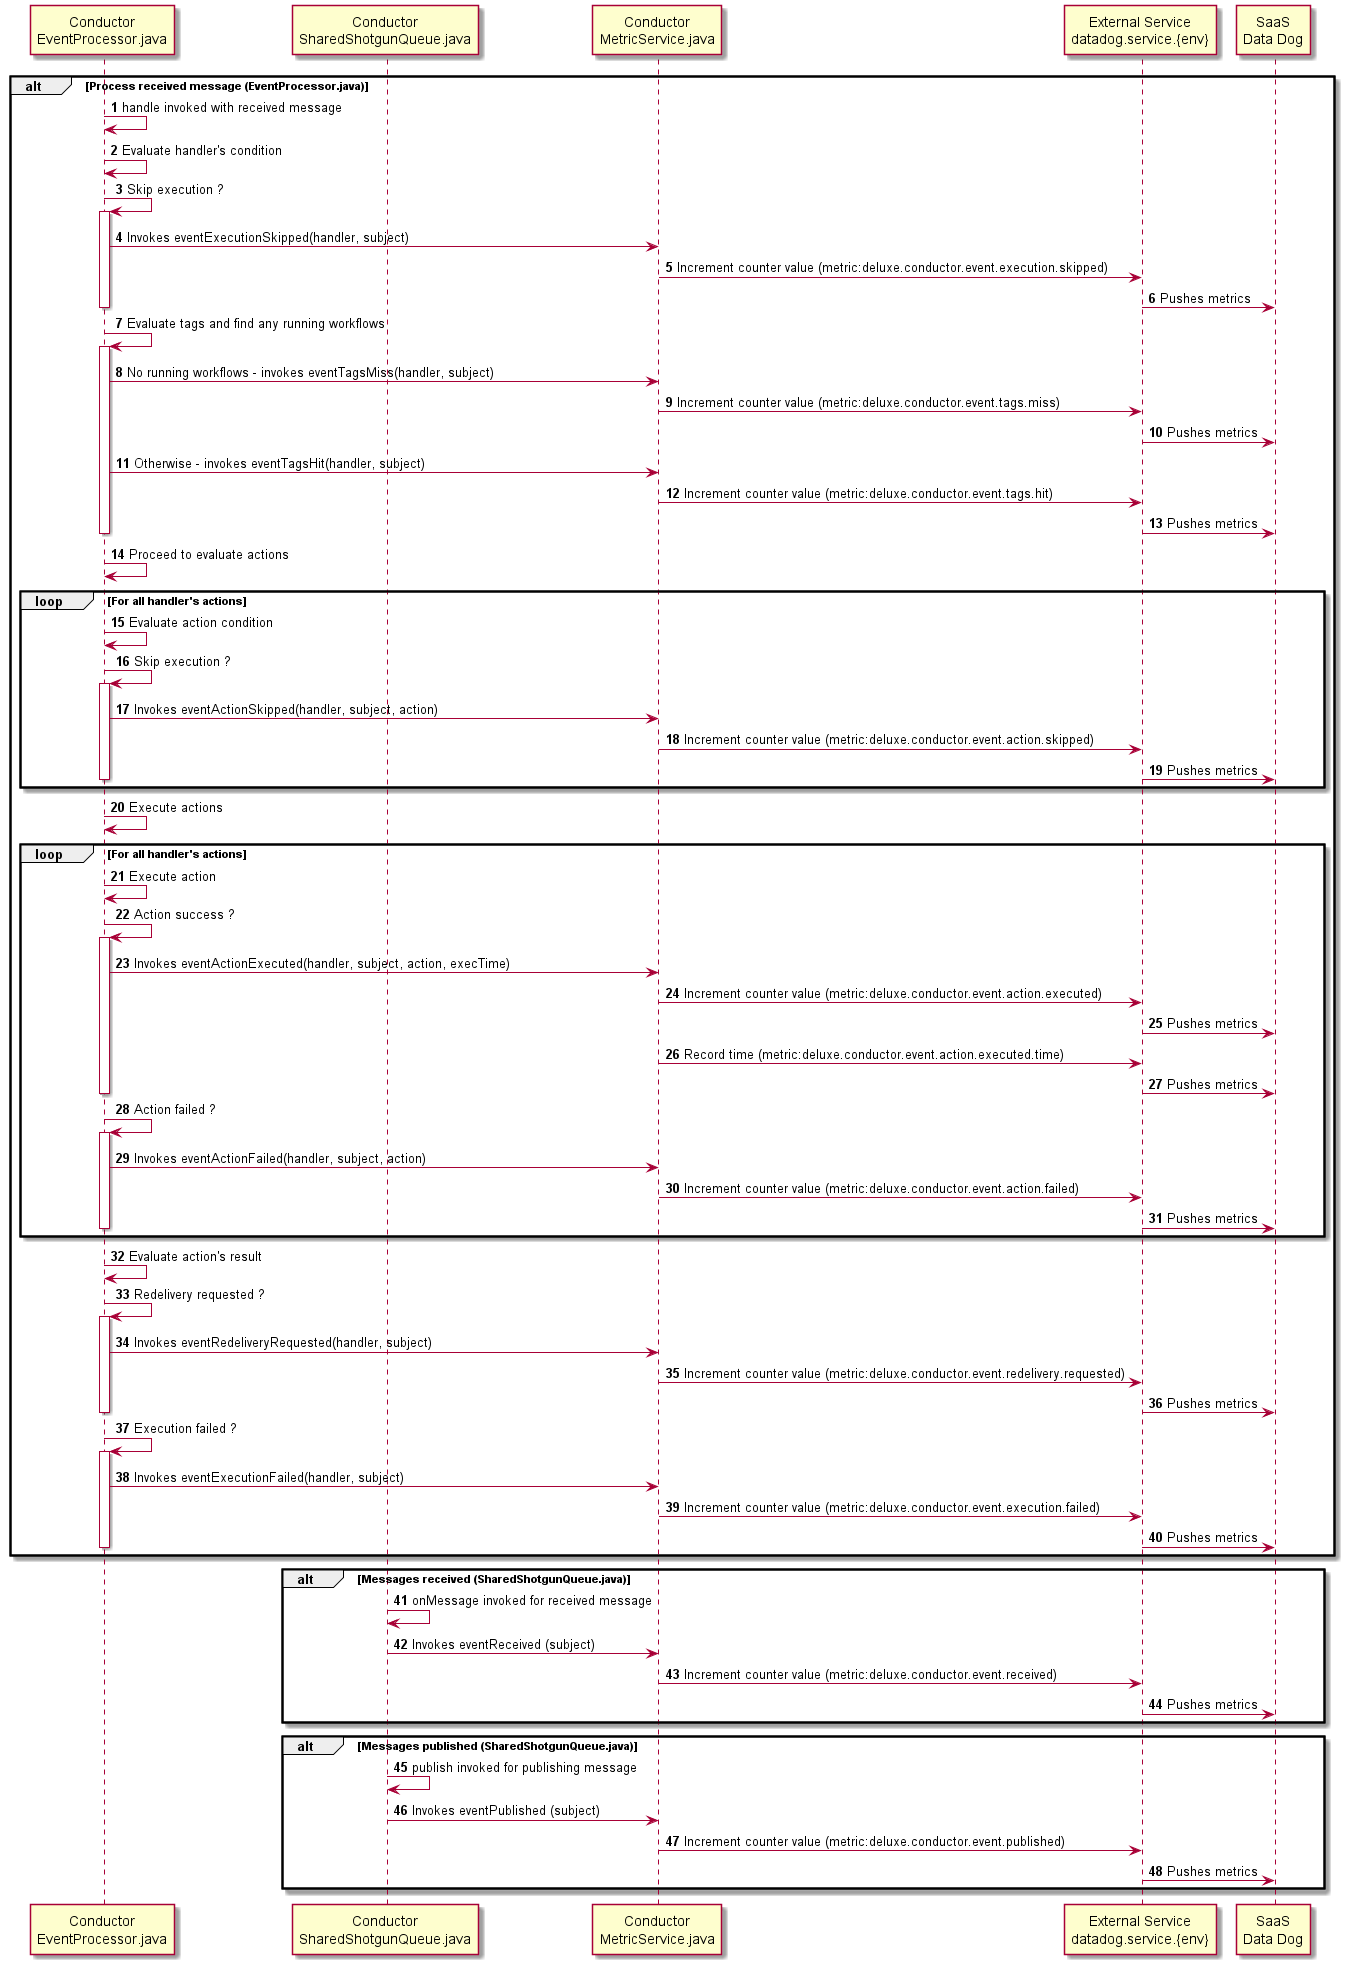 Conductor
EventProcessor.java
Conductor
SharedShotgunQueue.java
Conductor
MetricService.java
External Service
datadog.service.{env}
SaaS
Data Dog
alt [Process received message (EventProcessor.java)]
1 handle invoked with received message
2 Evaluate handler's condition
3 Skip execution ?
4 Invokes eventExecutionSkipped(handler, subject)
5 Increment counter value (metric:deluxe.conductor.event.execution.skipped)
6 Pushes metrics
7 Evaluate tags and find any running workflows
8 No running workflows - invokes eventTagsMiss(handler, subject)
9 Increment counter value (metric:deluxe.conductor.event.tags.miss)
10 Pushes metrics
11 Otherwise - invokes eventTagsHit(handler, subject)
12 Increment counter value (metric:deluxe.conductor.event.tags.hit)
13 Pushes metrics
14 Proceed to evaluate actions
loop [For all handler's actions]
15 Evaluate action condition
16 Skip execution ?
17 Invokes eventActionSkipped(handler, subject, action)
18 Increment counter value (metric:deluxe.conductor.event.action.skipped)
19 Pushes metrics
20 Execute actions
loop [For all handler's actions]
21 Execute action
22 Action success ?
23 Invokes eventActionExecuted(handler, subject, action, execTime)
24 Increment counter value (metric:deluxe.conductor.event.action.executed)
25 Pushes metrics
26 Record time (metric:deluxe.conductor.event.action.executed.time)
27 Pushes metrics
28 Action failed ?
29 Invokes eventActionFailed(handler, subject, action)
30 Increment counter value (metric:deluxe.conductor.event.action.failed)
31 Pushes metrics
32 Evaluate action's result
33 Redelivery requested ?
34 Invokes eventRedeliveryRequested(handler, subject)
35 Increment counter value (metric:deluxe.conductor.event.redelivery.requested)
36 Pushes metrics
37 Execution failed ?
38 Invokes eventExecutionFailed(handler, subject)
39 Increment counter value (metric:deluxe.conductor.event.execution.failed)
40 Pushes metrics
alt [Messages received (SharedShotgunQueue.java)]
41 onMessage invoked for received message
42 Invokes eventReceived (subject)
43 Increment counter value (metric:deluxe.conductor.event.received)
44 Pushes metrics
alt [Messages published (SharedShotgunQueue.java)]
45 publish invoked for publishing message
46 Invokes eventPublished (subject)
47 Increment counter value (metric:deluxe.conductor.event.published)
48 Pushes metrics
Conductor
EventProcessor.java
Conductor
SharedShotgunQueue.java
Conductor
MetricService.java
External Service
datadog.service.{env}
SaaS
Data Dog